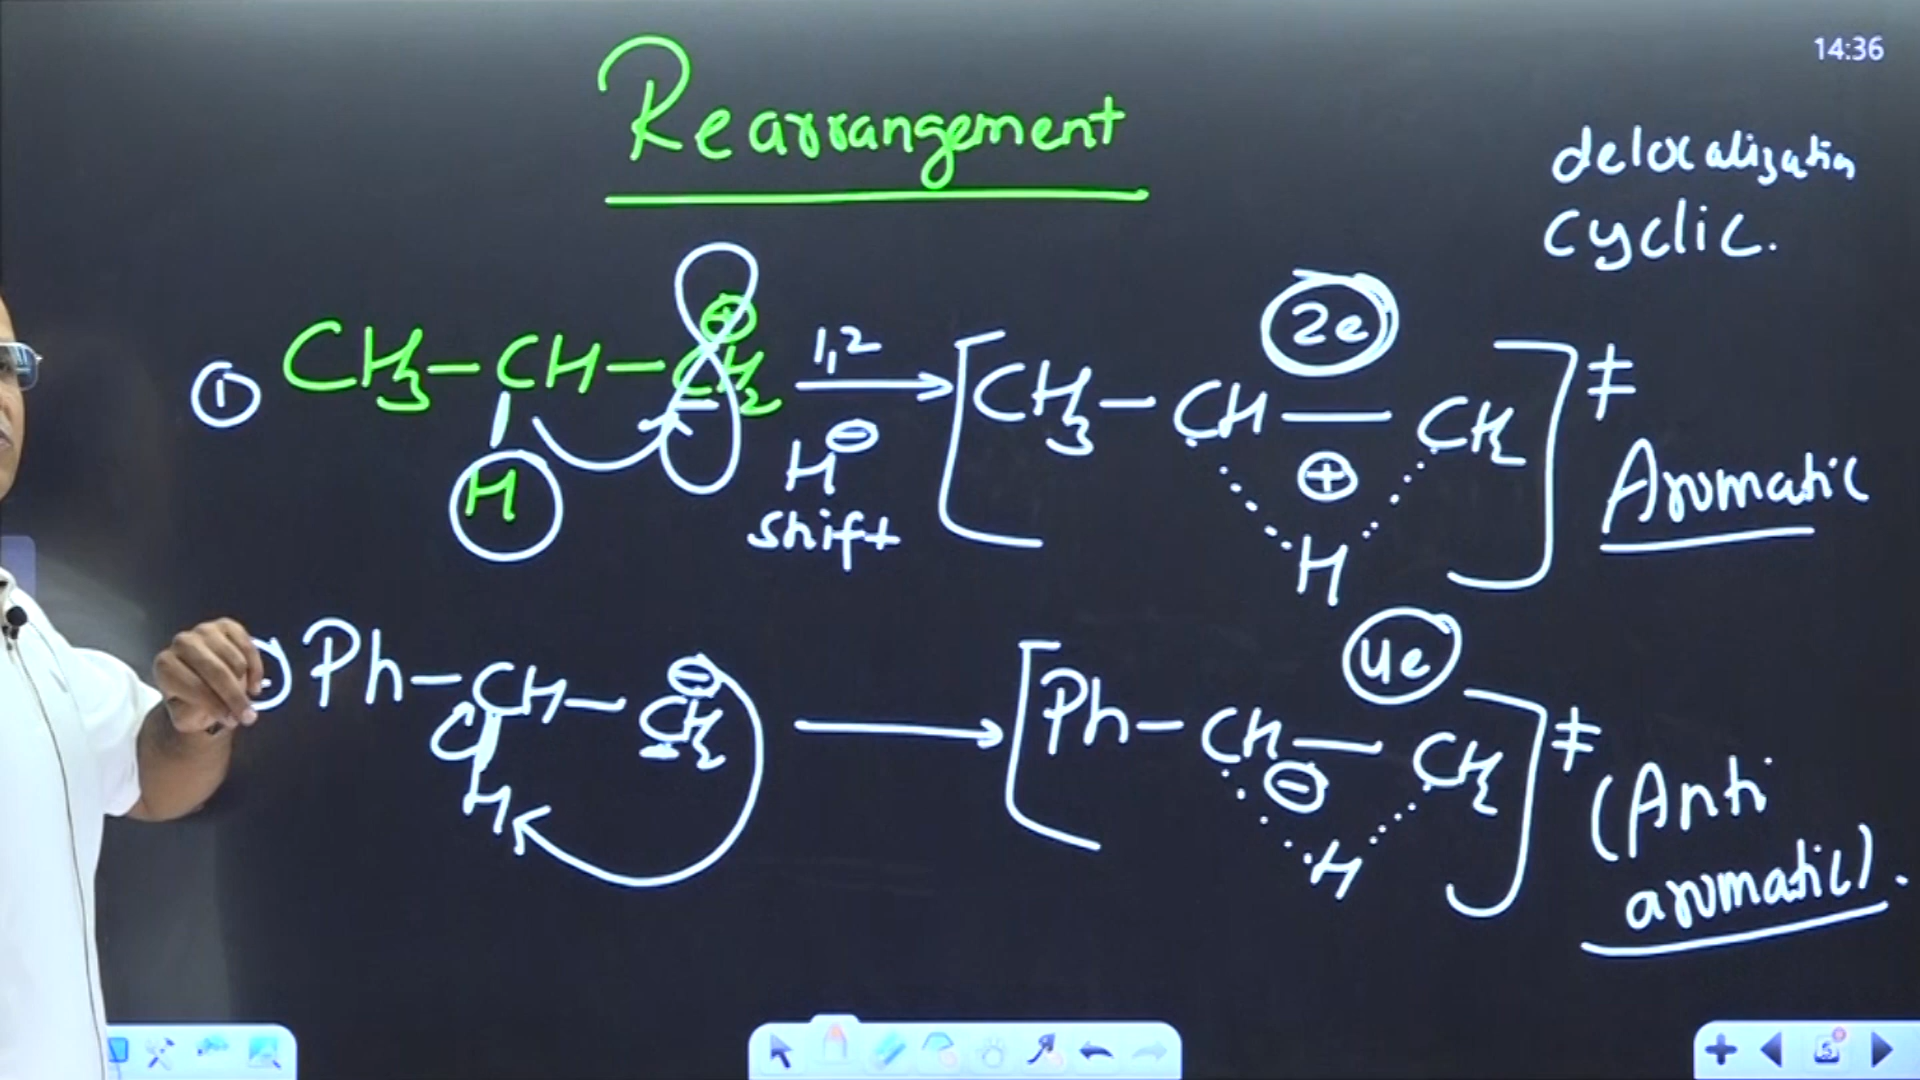 14:36
Rearrangement
delocalization
cyclic.
① CH₃–CH–CH₂ ⊕
H
1,2
H⊖
shift
[CH₃–CH–CH₂]‡
2e
⊕
H
Aromatic
Ph–CH–CH₂ ⊖
H
[Ph–CH–CH₂]‡
4e
⊖
H
(Anti
aromatic).